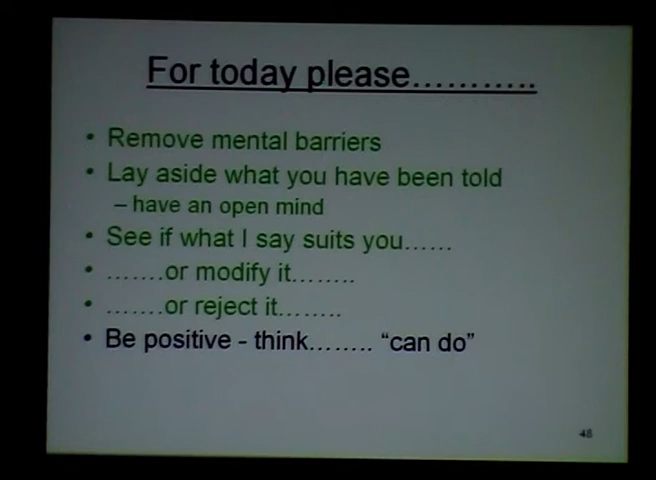 For today please...........
• Remove mental barriers
• Lay aside what you have been told
– have an open mind
• See if what I say suits you......
• .......or modify it........
• .......or reject it........
• Be positive - think........ “can do”
48